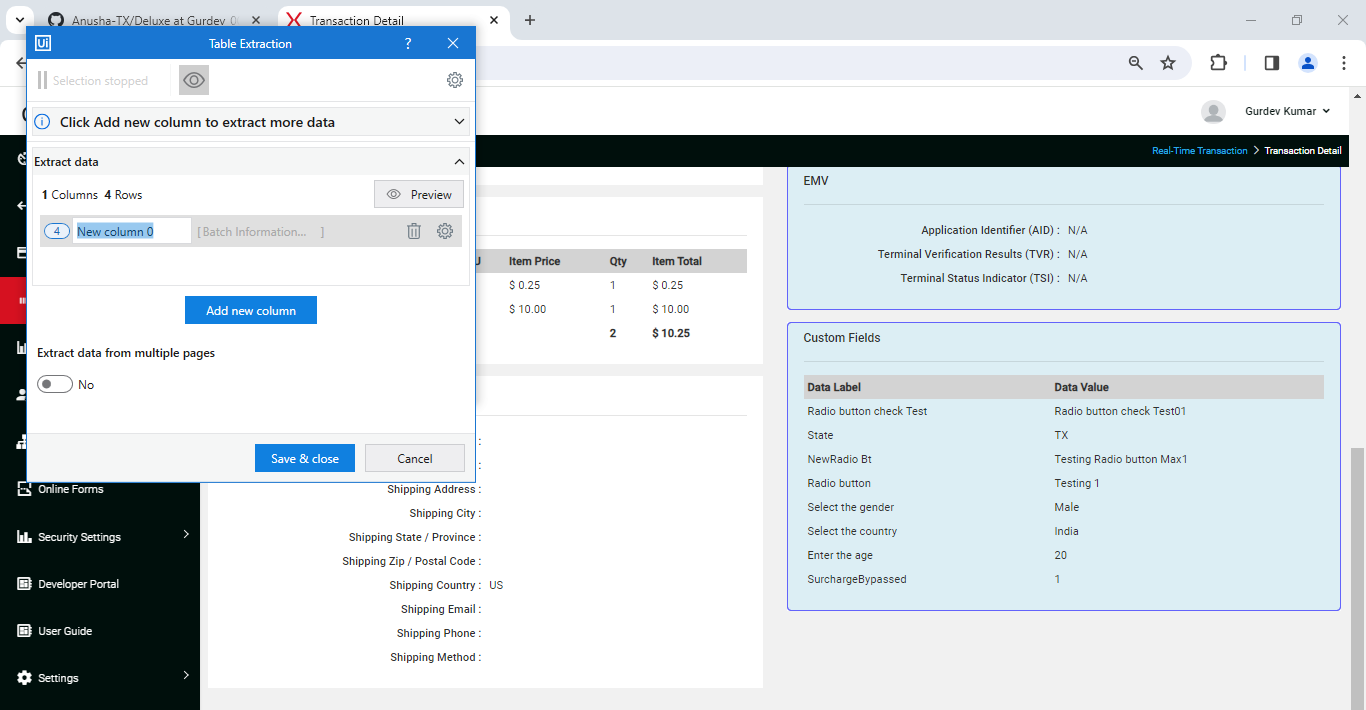 Anusha-TX/Deluxe at Gurdev_0
Transaction Detail
Ui
Table Extraction
?
Selection stopped
Click Add new column to extract more data
Extract data
1 Columns 4 Rows
Preview
4
New column 0
[Batch Information... ]
Add new column
Extract data from multiple pages
No
Save & close
Cancel
Gurdev Kumar
Real-Time Transaction > Transaction Detail
Item Price Qty Item Total
$ 0.25 1 $ 0.25
$ 10.00 1 $ 10.00
2 $ 10.25
:
:
Shipping Address :
Shipping City :
Shipping State / Province :
Shipping Zip / Postal Code :
Shipping Country : US
Shipping Email :
Shipping Phone :
Shipping Method :
EMV
Application Identifier (AID) : N/A
Terminal Verification Results (TVR) : N/A
Terminal Status Indicator (TSI) : N/A
Custom Fields
Data Label Data Value
Radio button check Test Radio button check Test01
State TX
NewRadio Bt Testing Radio button Max1
Radio button Testing 1
Select the gender Male
Select the country India
Enter the age 20
SurchargeBypassed 1
Online Forms
Security Settings
Developer Portal
User Guide
Settings